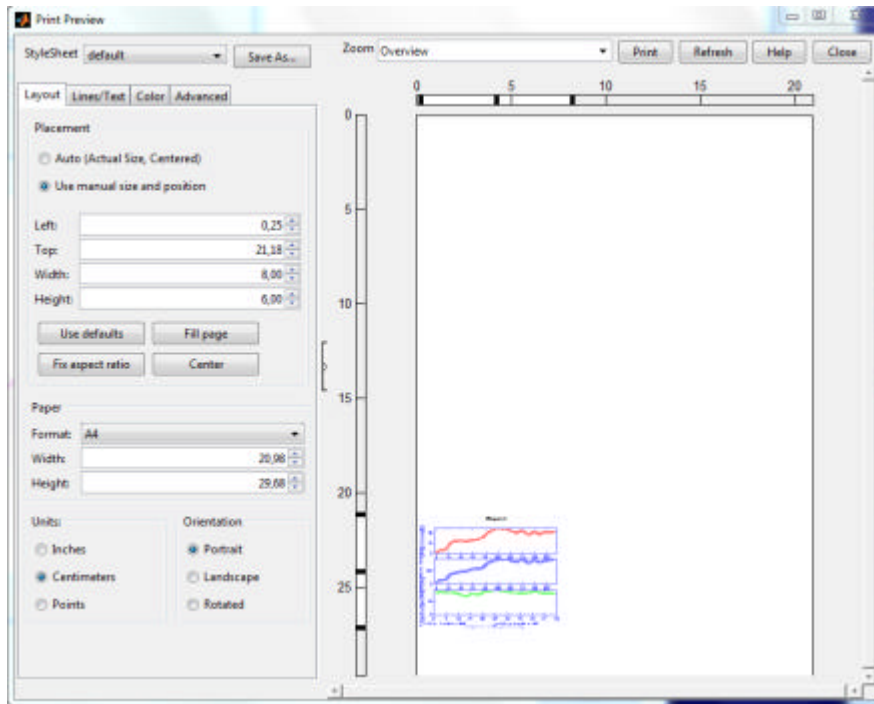 Print Preview
StyleSheet default Save As... Zoom Overview Print Refresh Help Close
Layout Lines/Text Color Advanced
Placement
Auto (Actual Size, Centered)
Use manual size and position
Left: 0,25
Top: 21,18
Width: 8,00
Height: 6,00
Use defaults Fill page
Fix aspect ratio Center
Paper
Format: A4
Width: 20,98
Height: 29,68
Units: Orientation
Inches Portrait
Centimeters Landscape
Points Rotated
0 5 10 15 20
0
5
10
15
20
25